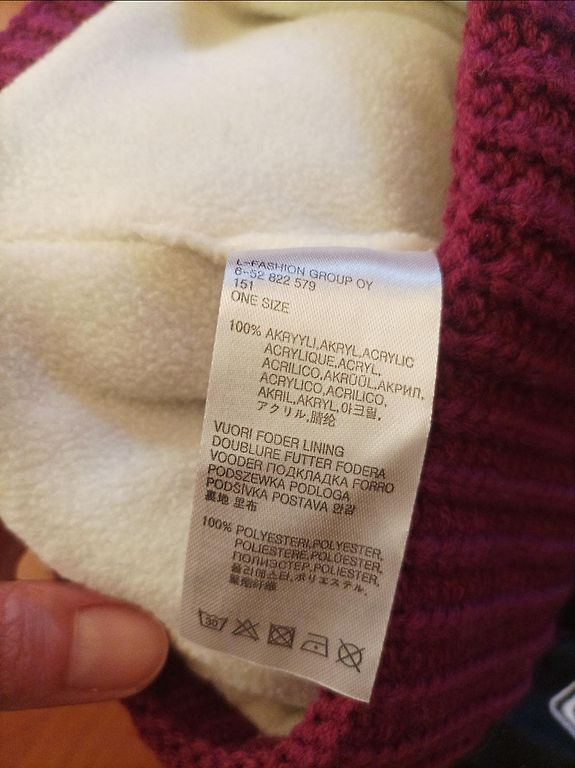 L-FASHION GROUP OY
6-52 822 579
151
ONE SIZE
100% AKRYYLI,AKRYL,ACRYLIC
ACRYLIQUE,ACRYL,
ACRILICO,AKRÜÜL,АКРИЛ,
ACRYLICO,ACRILICO,
AKRIL,AKRYL,아크릴,
アクリル,腈纶
VUORI FODER LINING
DOUBLURE FUTTER FODERA
VOODER ПОДКЛАДКА FORRO
PODSZEWKA PODLOGA
PODŠÍVKA POSTAVA 안감
裏地 里布
100% POLYESTERI,POLYESTER,
POLIESTERE,POLÜESTER,
ПОЛИЭСТЕР,POLIESTER,
폴리에스터,ポリエステル,
聚酯纤维
30